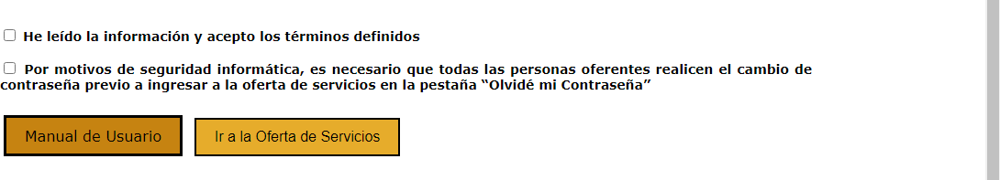 He leído la información y acepto los términos definidos
Por motivos de seguridad informática, es necesario que todas las personas oferentes realicen el cambio de
contraseña previo a ingresar a la oferta de servicios en la pestaña “Olvidé mi Contraseña”
Manual de Usuario
Ir a la Oferta de Servicios